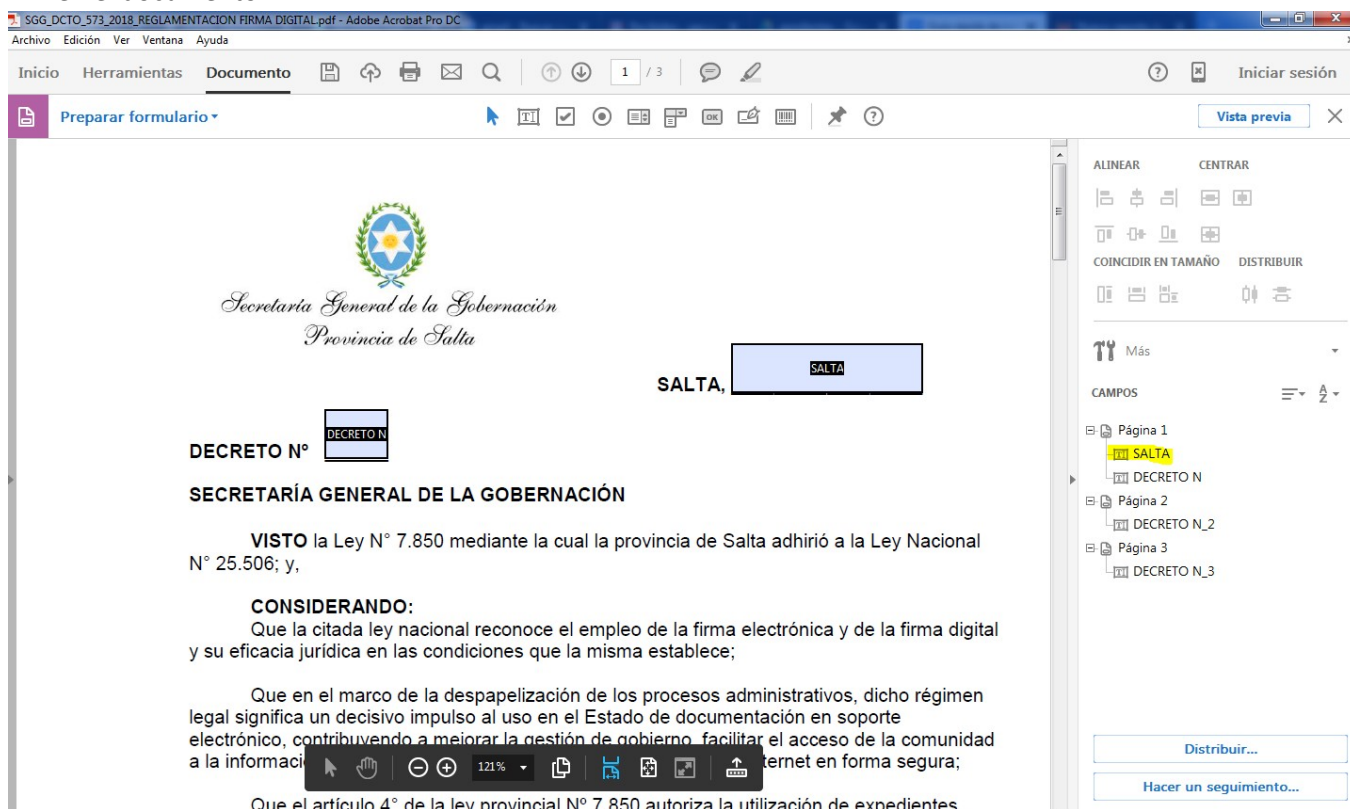 SGG_DCTO_573_2018_REGLAMENTACION FIRMA DIGITAL.pdf - Adobe Acrobat Pro DC
Archivo Edición Ver Ventana Ayuda
Inicio Herramientas Documento 1 / 3 Iniciar sesión
Preparar formulario OK Vista previa
ALINEAR CENTRAR
COINCIDIR EN TAMAÑO DISTRIBUIR
Más
CAMPOS
Página 1
SALTA
DECRETO N
Página 2
DECRETO N_2
Página 3
DECRETO N_3
Distribuir...
Hacer un seguimiento...
Secretaría General de la Gobernación
Provincia de Salta
SALTA, SALTA
DECRETO Nº DECRETO N
SECRETARÍA GENERAL DE LA GOBERNACIÓN
VISTO la Ley N° 7.850 mediante la cual la provincia de Salta adhirió a la Ley Nacional
N° 25.506; y,
CONSIDERANDO:
Que la citada ley nacional reconoce el empleo de la firma electrónica y de la firma digital
y su eficacia jurídica en las condiciones que la misma establece;
Que en el marco de la despapelización de los procesos administrativos, dicho régimen
legal significa un decisivo impulso al uso en el Estado de documentación en soporte
electrónico, contribuyendo a mejorar la gestión de gobierno, facilitar el acceso de la comunidad
a la informaci ternet en forma segura;
121%
Que el artículo 4° de la ley provincial Nº 7.850 autoriza la utilización de expedientes